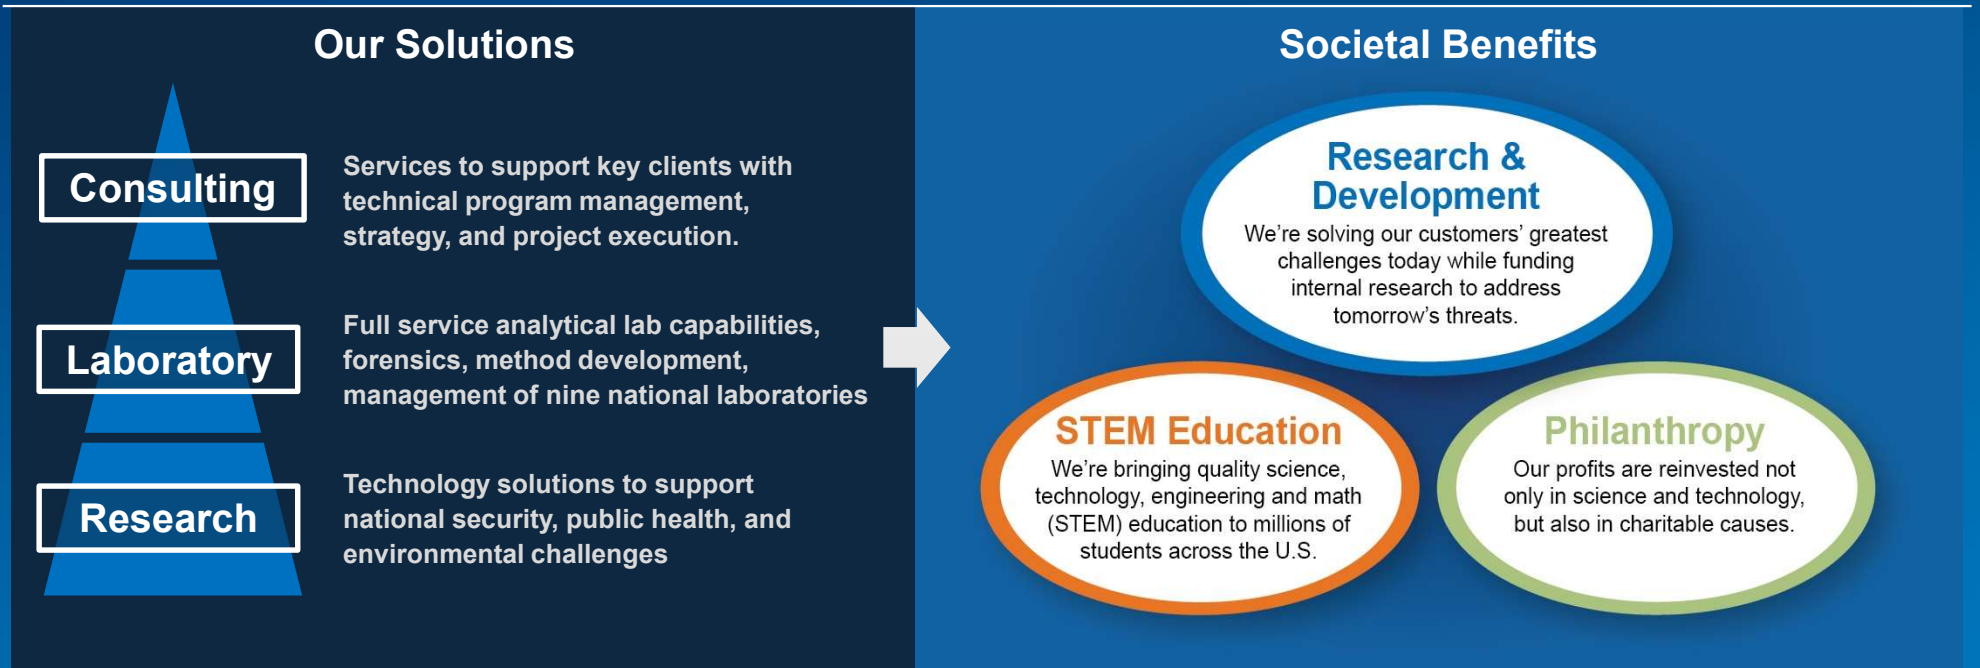 Our Solutions
Consulting
Services to support key clients with
technical program management,
strategy, and project execution.
Laboratory
Full service analytical lab capabilities,
forensics, method development,
management of nine national laboratories
Research
Technology solutions to support
national security, public health, and
environmental challenges
Societal Benefits
Research &
Development
We’re solving our customers’ greatest
challenges today while funding
internal research to address
tomorrow’s threats.
STEM Education
We’re bringing quality science,
technology, engineering and math
(STEM) education to millions of
students across the U.S.
Philanthropy
Our profits are reinvested not
only in science and technology,
but also in charitable causes.